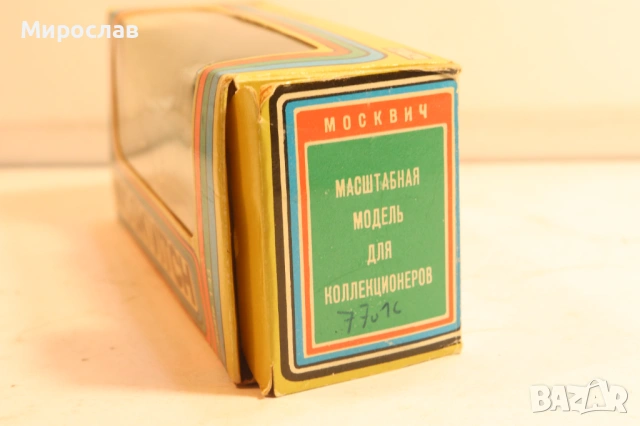 Мирослав
МОСКВИЧ
МАСШТАБНАЯ
МОДЕЛЬ
ДЛЯ
КОЛЛЕКЦИОНЕРОВ
BAZAR